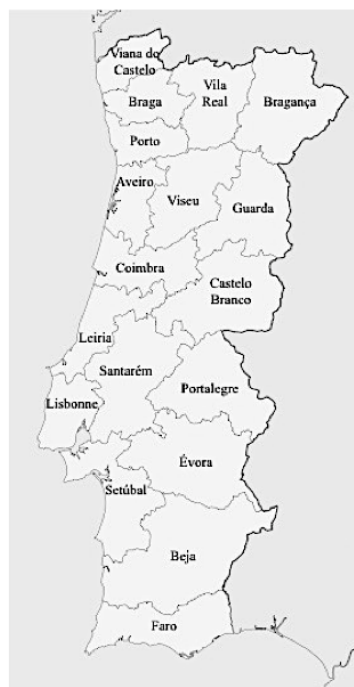 Viana do
Castelo
Braga
Vila
Real
Bragança
Porto
Aveiro
Viseu
Guarda
Coimbra
Castelo
Branco
Leiria
Santarém
Lisbonne
Portalegre
Évora
Setúbal
Beja
Faro